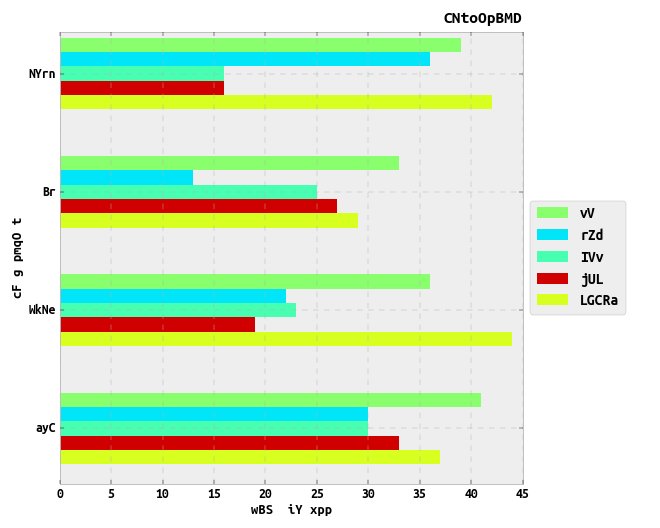 CNtoOpBMD
NYrn
Br
WkNe
ayC
cF g pmqO t
0 5 10 15 20 25 30 35 40 45
wBS  iY xpp
vV
rZd
IVv
jUL
LGCRa